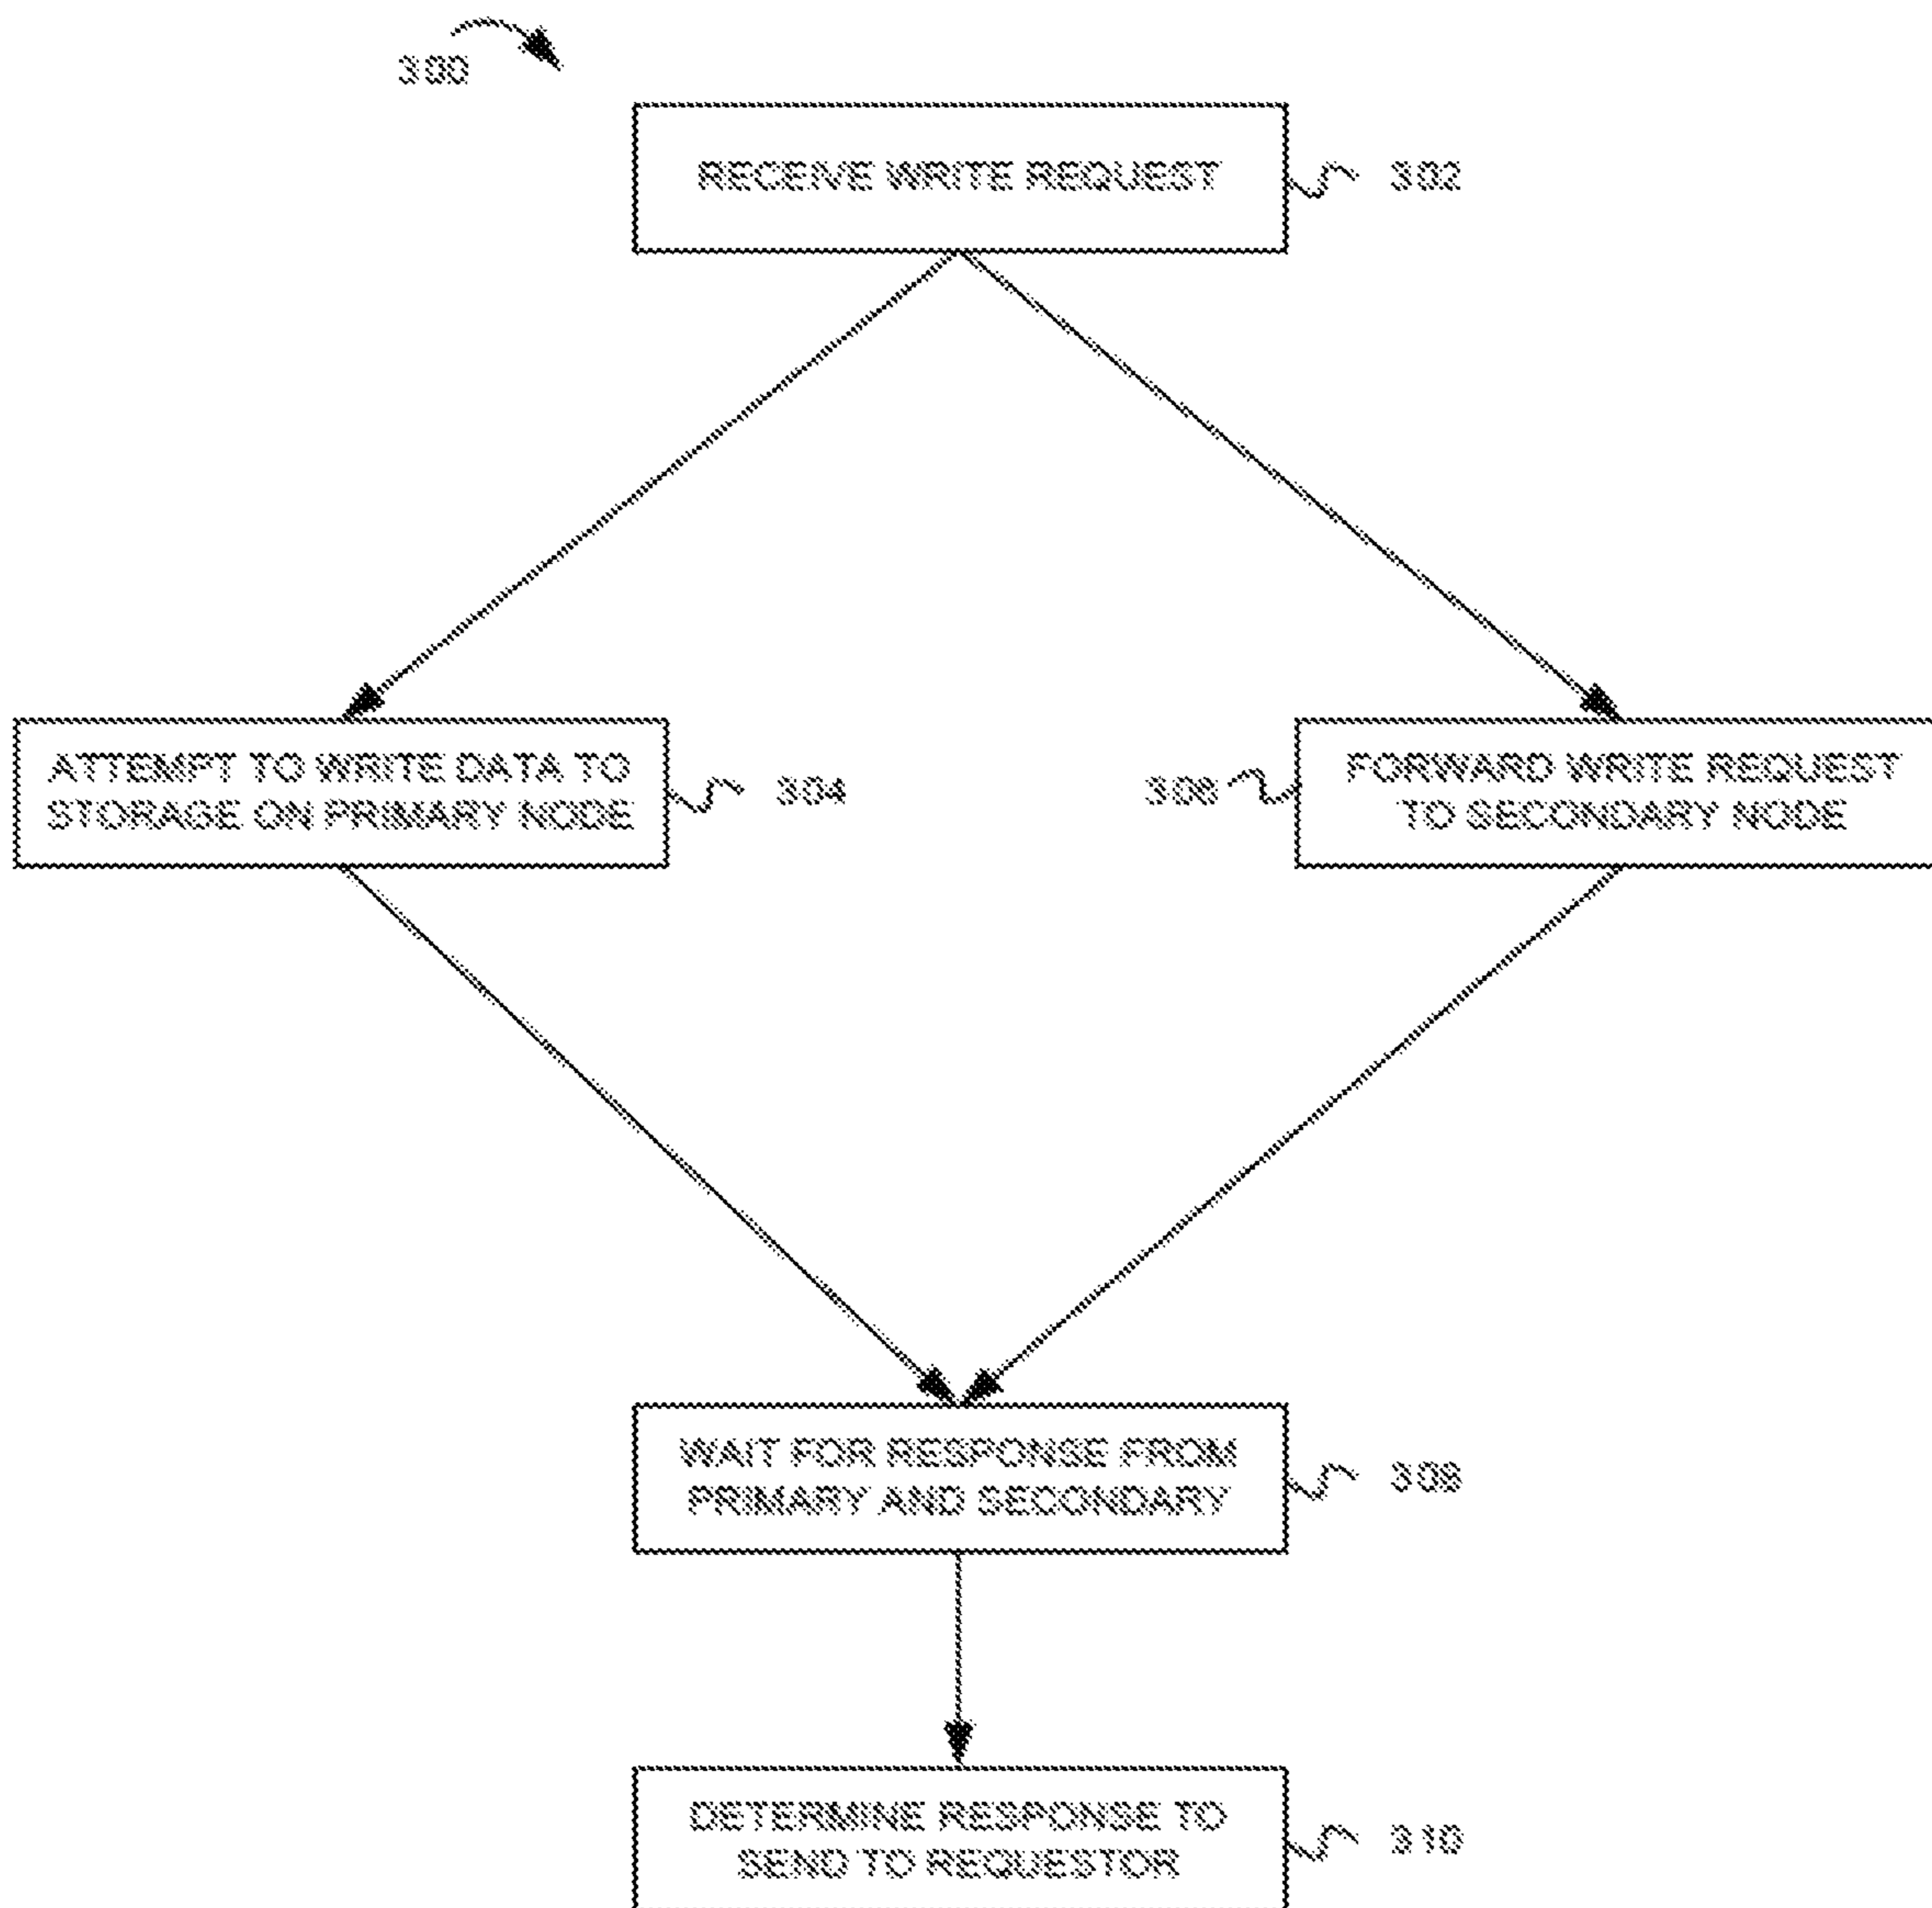 300
RECEIVE WRITE REQUEST
302
ATTEMPT TO WRITE DATA TO
STORAGE ON PRIMARY NODE
304
306
FORWARD WRITE REQUEST
TO SECONDARY NODE
WAIT FOR RESPONSE FROM
PRIMARY AND SECONDARY
308
DETERMINE RESPONSE TO
SEND TO REQUESTOR
310